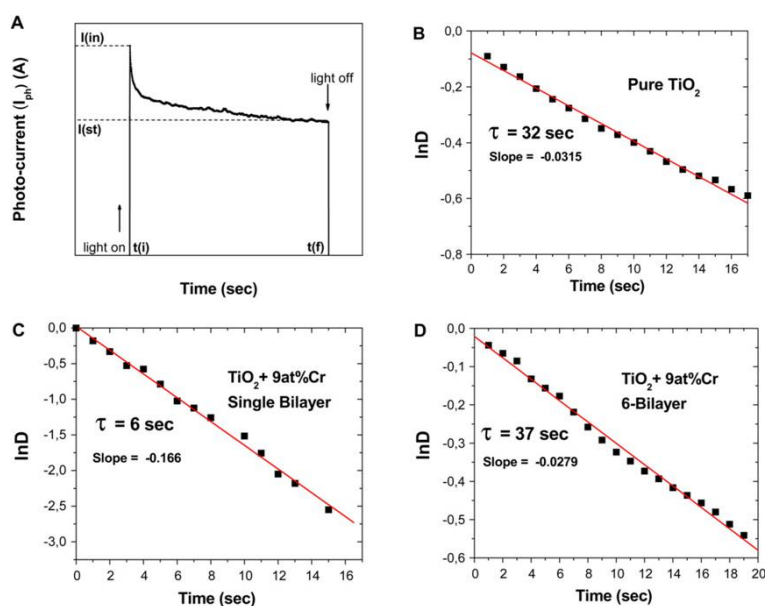 A
Photo-current (I_ph) (A)
I(in)
I(st)
light off
light on
t(i)
t(f)
Time (sec)
B
lnD
0,0
-0,2
-0,4
-0,6
-0,8
Pure TiO₂
τ = 32 sec
Slope = -0.0315
0 2 4 6 8 10 12 14 16
Time (sec)
C
lnD
0,0
-0,5
-1,0
-1,5
-2,0
-2,5
-3,0
TiO₂+ 9at%Cr
Single Bilayer
τ = 6 sec
Slope = -0.166
0 2 4 6 8 10 12 14 16
Time (sec)
D
lnD
0,0
-0,1
-0,2
-0,3
-0,4
-0,5
-0,6
TiO₂+ 9at%Cr
6-Bilayer
τ = 37 sec
Slope = -0.0279
0 2 4 6 8 10 12 14 16 18 20
Time (sec)